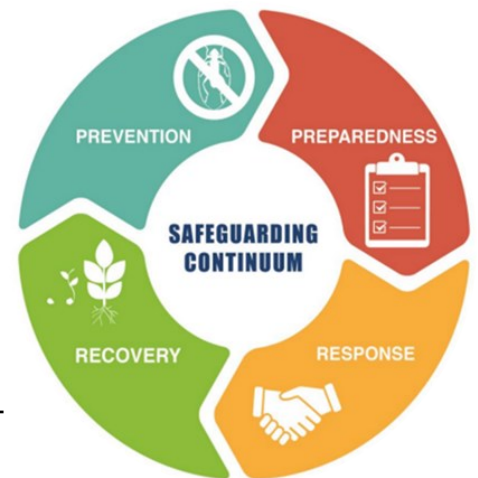 PREVENTION
PREPAREDNESS
SAFEGUARDING
CONTINUUM
RECOVERY
RESPONSE